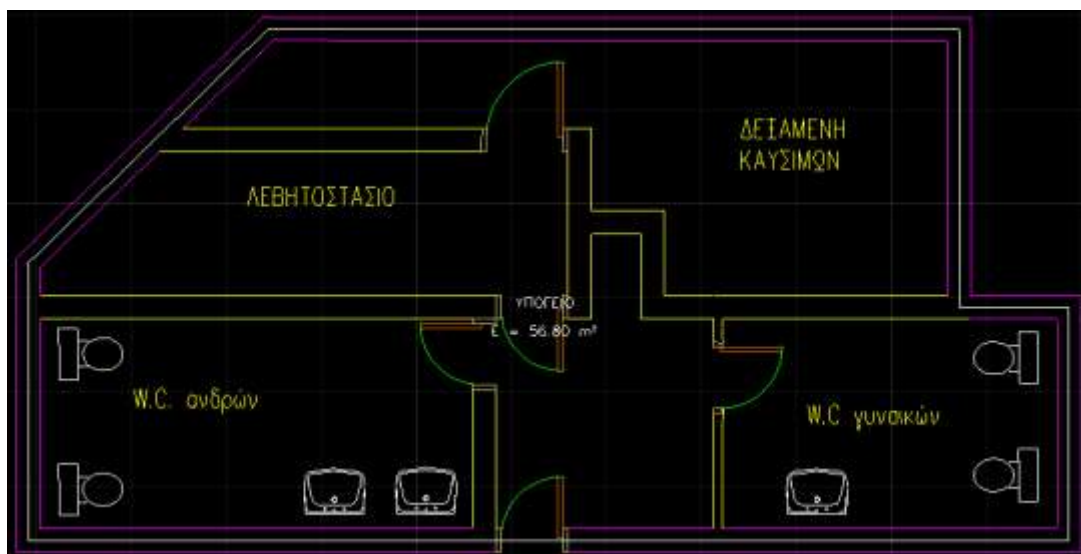 ΔΕΞΑΜΕΝΗ
ΚΑΥΣΙΜΩΝ
ΛΕΒΗΤΟΣΤΑΣΙΟ
ΥΠΟΓΕΙΟ
Ε = 56.80 m²
W.C. ανδρών
W.C γυναικών